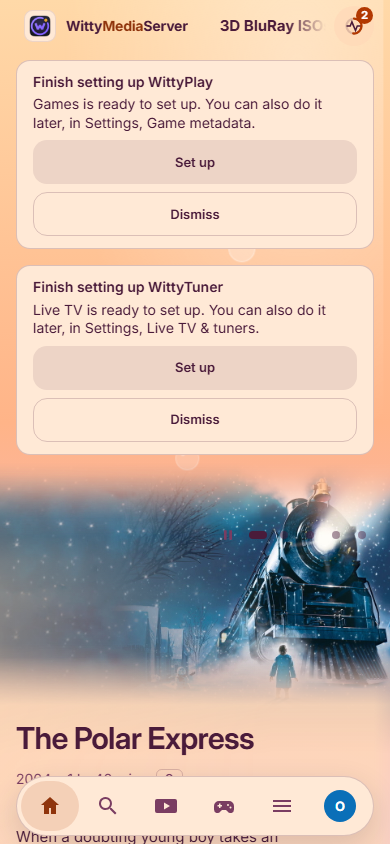 WittyMediaServer
3D BluRay ISO
2
Finish setting up WittyPlay
Games is ready to set up. You can also do it
later, in Settings, Game metadata.
Set up
Dismiss
Finish setting up WittyTuner
Live TV is ready to set up. You can also do it
later, in Settings, Live TV & tuners.
Set up
Dismiss
The Polar Express
O
When a doubting young boy takes an